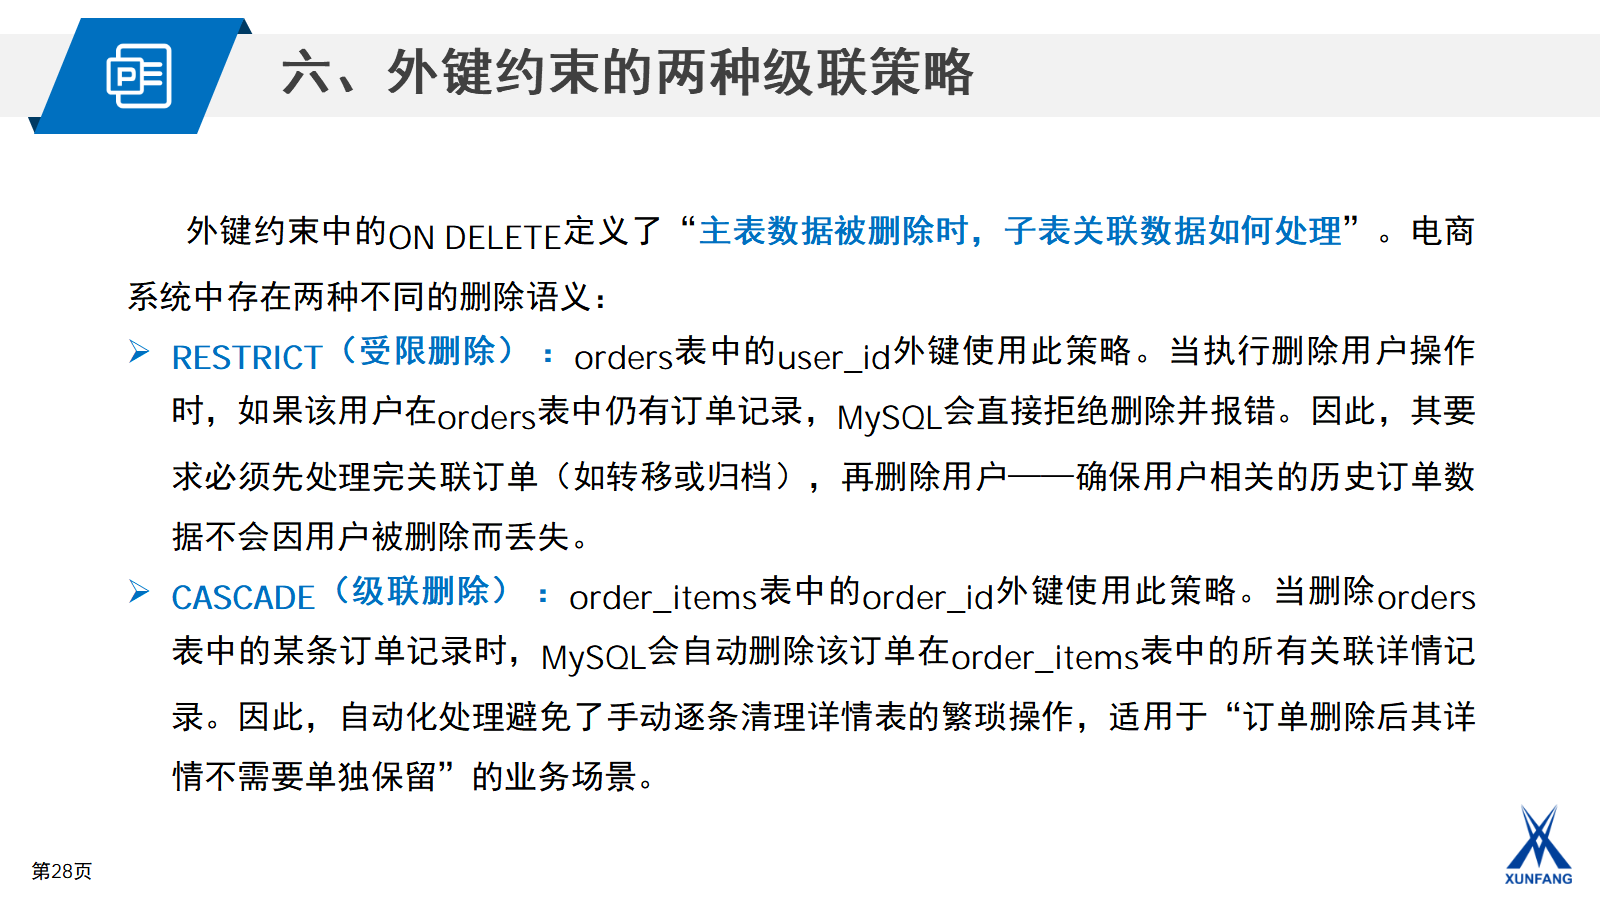 六、外键约束的两种级联策略
外键约束中的ON DELETE定义了“主表数据被删除时，子表关联数据如何处理”。电商
系统中存在两种不同的删除语义：
➢ RESTRICT（受限删除）：orders表中的user_id外键使用此策略。当执行删除用户操作
时，如果该用户在orders表中仍有订单记录，MySQL会直接拒绝删除并报错。因此，其要
求必须先处理完关联订单（如转移或归档），再删除用户——确保用户相关的历史订单数
据不会因用户被删除而丢失。
➢ CASCADE（级联删除）：order_items表中的order_id外键使用此策略。当删除orders
表中的某条订单记录时，MySQL会自动删除该订单在order_items表中的所有关联详情记
录。因此，自动化处理避免了手动逐条清理详情表的繁琐操作，适用于“订单删除后其详
情不需要单独保留”的业务场景。
第28页
XUNFANG